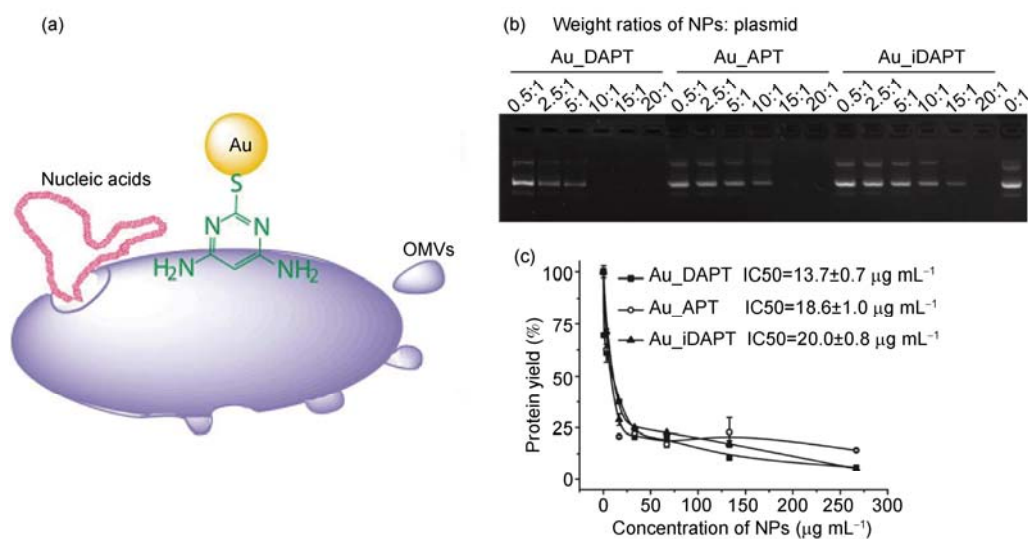 (a)
Au
S
Nucleic acids
N N
H2N NH2
OMVs
(b) Weight ratios of NPs: plasmid
Au_DAPT Au_APT Au_iDAPT
0.5:1 2.5:1 5:1 10:1 15:1 20:1 0.5:1 2.5:1 5:1 10:1 15:1 20:1 0.5:1 2.5:1 5:1 10:1 15:1 20:1 0:1
(c)
Au_DAPT IC50=13.7±0.7 μg mL⁻¹
Au_APT IC50=18.6±1.0 μg mL⁻¹
Au_iDAPT IC50=20.0±0.8 μg mL⁻¹
Protein yield (%)
100
75
50
25
0
0 50 100 150 200 250 300
Concentration of NPs (μg mL⁻¹)